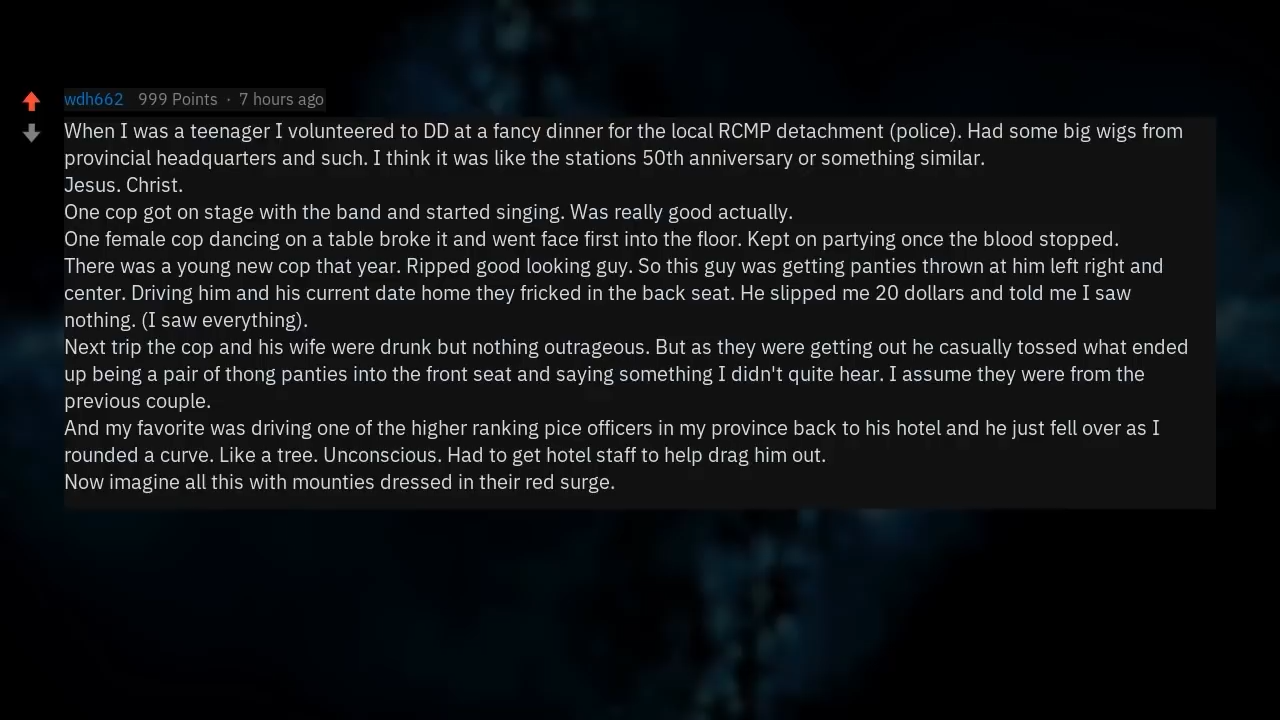 wdh662 999 Points · 7 hours ago
When I was a teenager I volunteered to DD at a fancy dinner for the local RCMP detachment (police). Had some big wigs from
provincial headquarters and such. I think it was like the stations 50th anniversary or something similar.
Jesus. Christ.
One cop got on stage with the band and started singing. Was really good actually.
One female cop dancing on a table broke it and went face first into the floor. Kept on partying once the blood stopped.
There was a young new cop that year. Ripped good looking guy. So this guy was getting panties thrown at him left right and
center. Driving him and his current date home they fricked in the back seat. He slipped me 20 dollars and told me I saw
nothing. (I saw everything).
Next trip the cop and his wife were drunk but nothing outrageous. But as they were getting out he casually tossed what ended
up being a pair of thong panties into the front seat and saying something I didn't quite hear. I assume they were from the
previous couple.
And my favorite was driving one of the higher ranking pice officers in my province back to his hotel and he just fell over as I
rounded a curve. Like a tree. Unconscious. Had to get hotel staff to help drag him out.
Now imagine all this with mounties dressed in their red surge.